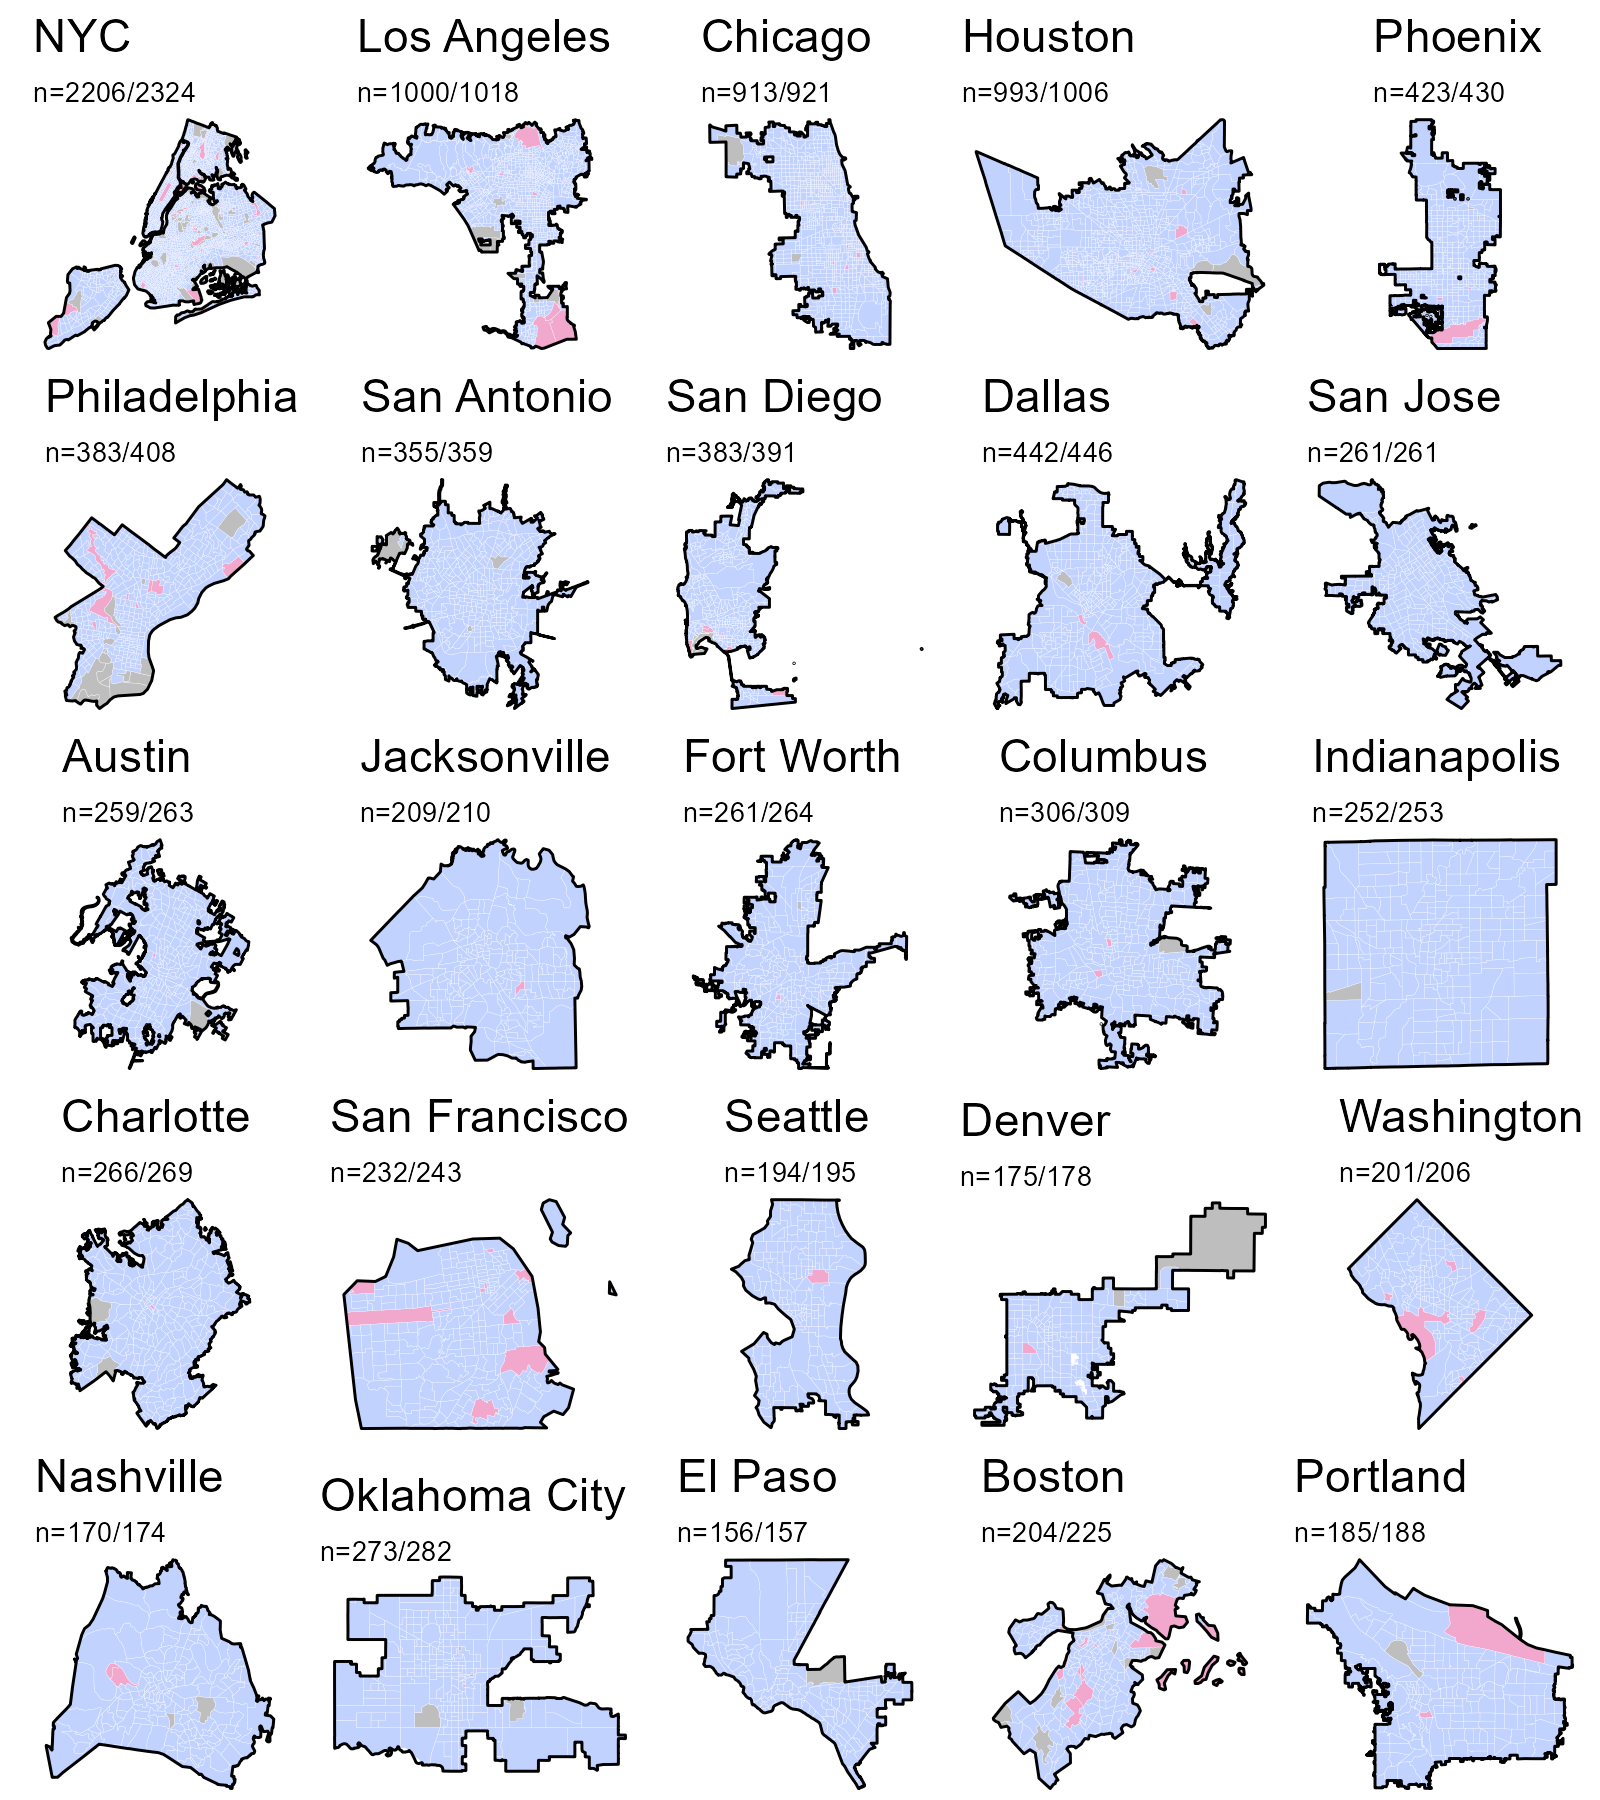 NYC
n=2206/2324
Los Angeles
n=1000/1018
Chicago
n=913/921
Houston
n=993/1006
Phoenix
n=423/430
Philadelphia
n=383/408
San Antonio
n=355/359
San Diego
n=383/391
Dallas
n=442/446
San Jose
n=261/261
Austin
n=259/263
Jacksonville
n=209/210
Fort Worth
n=261/264
Columbus
n=306/309
Indianapolis
n=252/253
Charlotte
n=266/269
San Francisco
n=232/243
Seattle
n=194/195
Denver
n=175/178
Washington
n=201/206
Nashville
n=170/174
Oklahoma City
n=273/282
El Paso
n=156/157
Boston
n=204/225
Portland
n=185/188